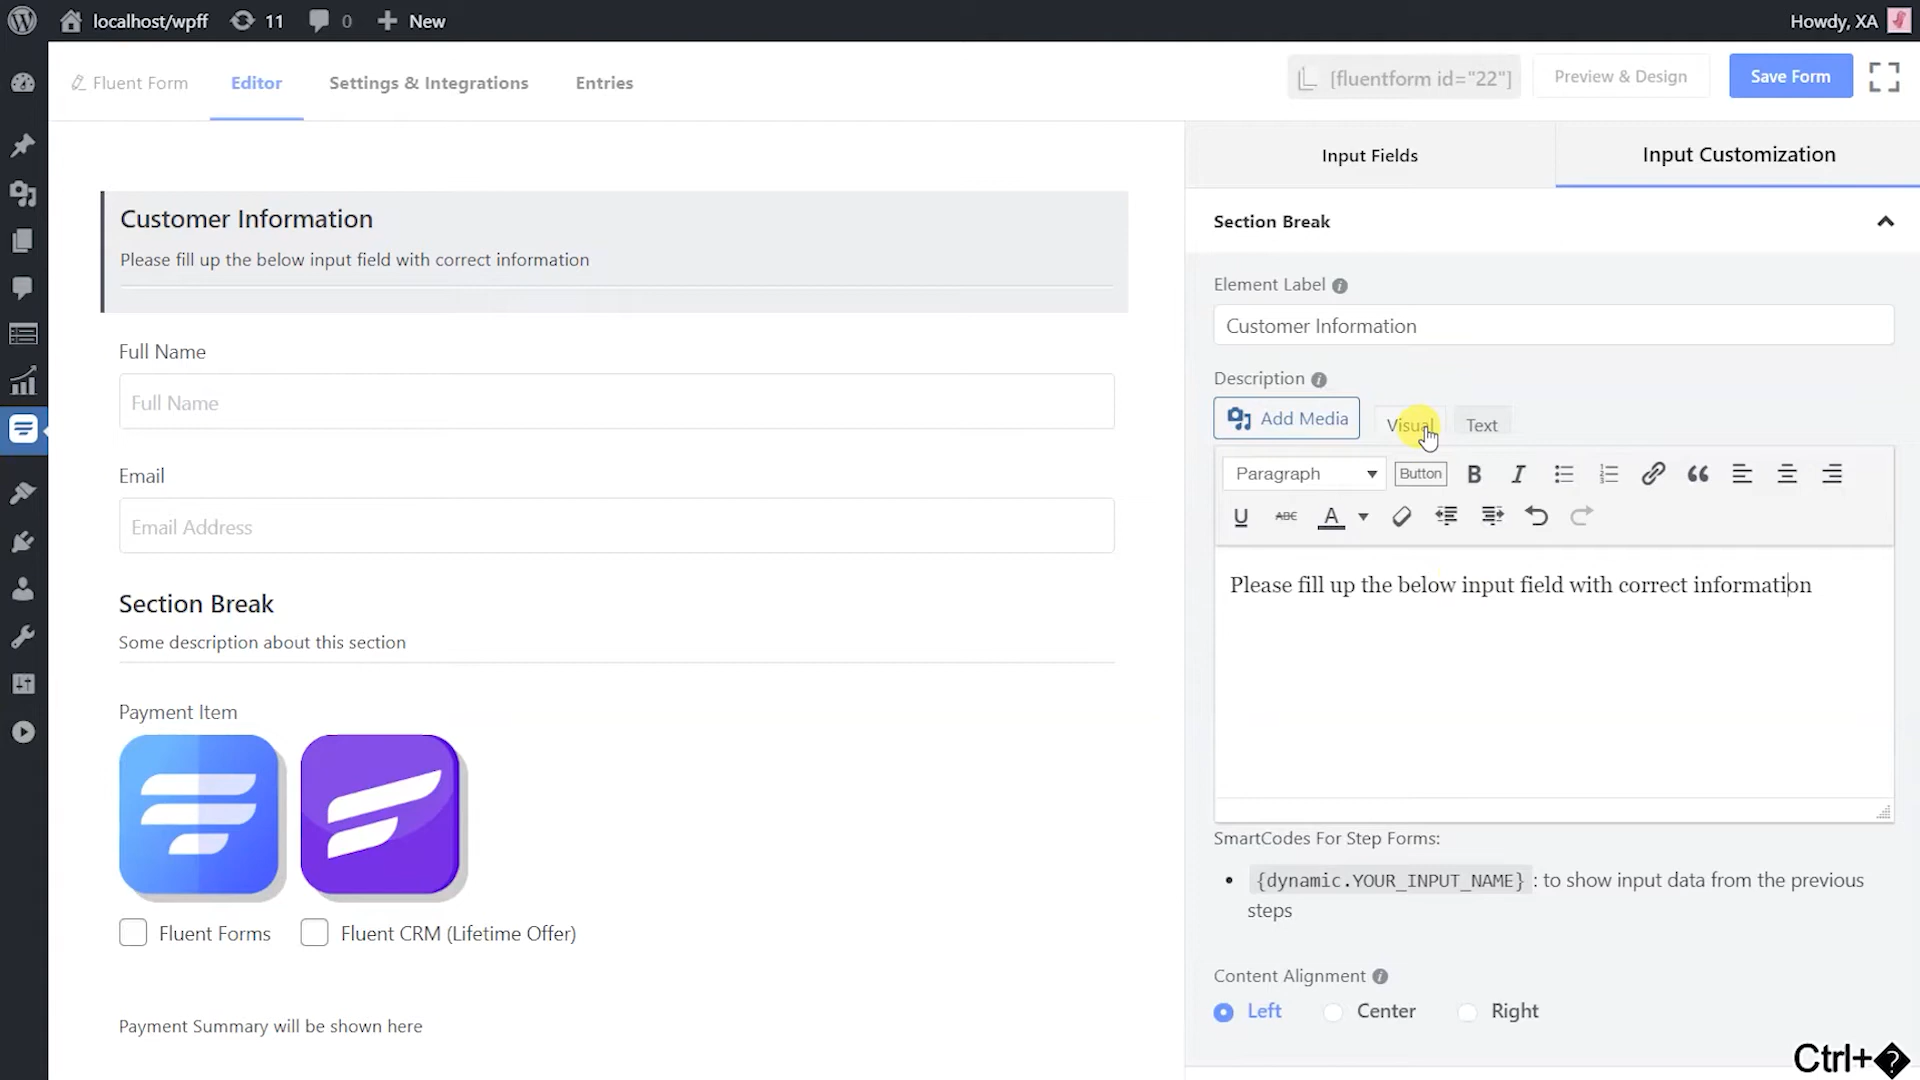 localhost/wpff 11 0 New Howdy, XA
Fluent Form Editor Settings & Integrations Entries [fluentform id="22"] Preview & Design Save Form
Input Fields Input Customization
Customer Information
Please fill up the below input field with correct information
Full Name
Full Name
Email
Email Address
Section Break
Some description about this section
Payment Item
Fluent Forms Fluent CRM (Lifetime Offer)
Payment Summary will be shown here
Section Break
Element Label
Customer Information
Description
Add Media Visual Text
Paragraph Button B I
U ABC A
Please fill up the below input field with correct information
SmartCodes For Step Forms:
{dynamic.YOUR_INPUT_NAME} : to show input data from the previous
steps
Content Alignment
Left Center Right
Ctrl+�